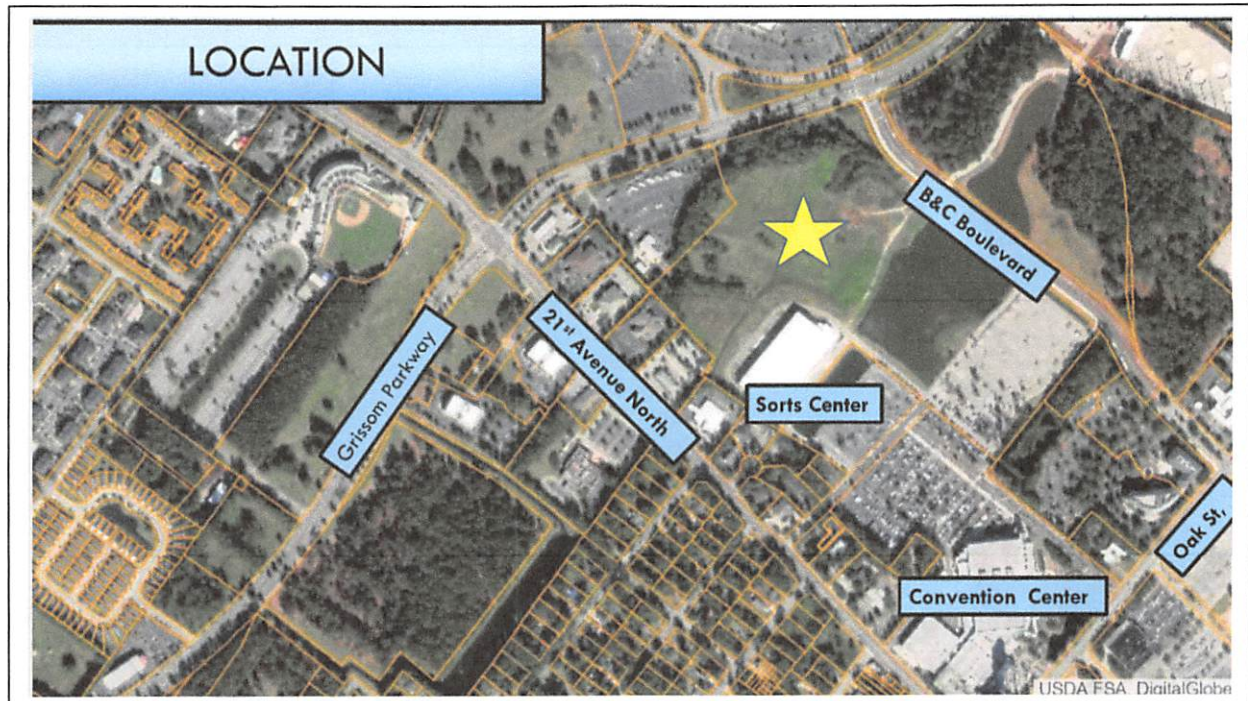 LOCATION
B&C Boulevard
Grissom Parkway
21st Avenue North
Sorts Center
Oak St,
Convention Center
USDA FSA, DigitalGlobe